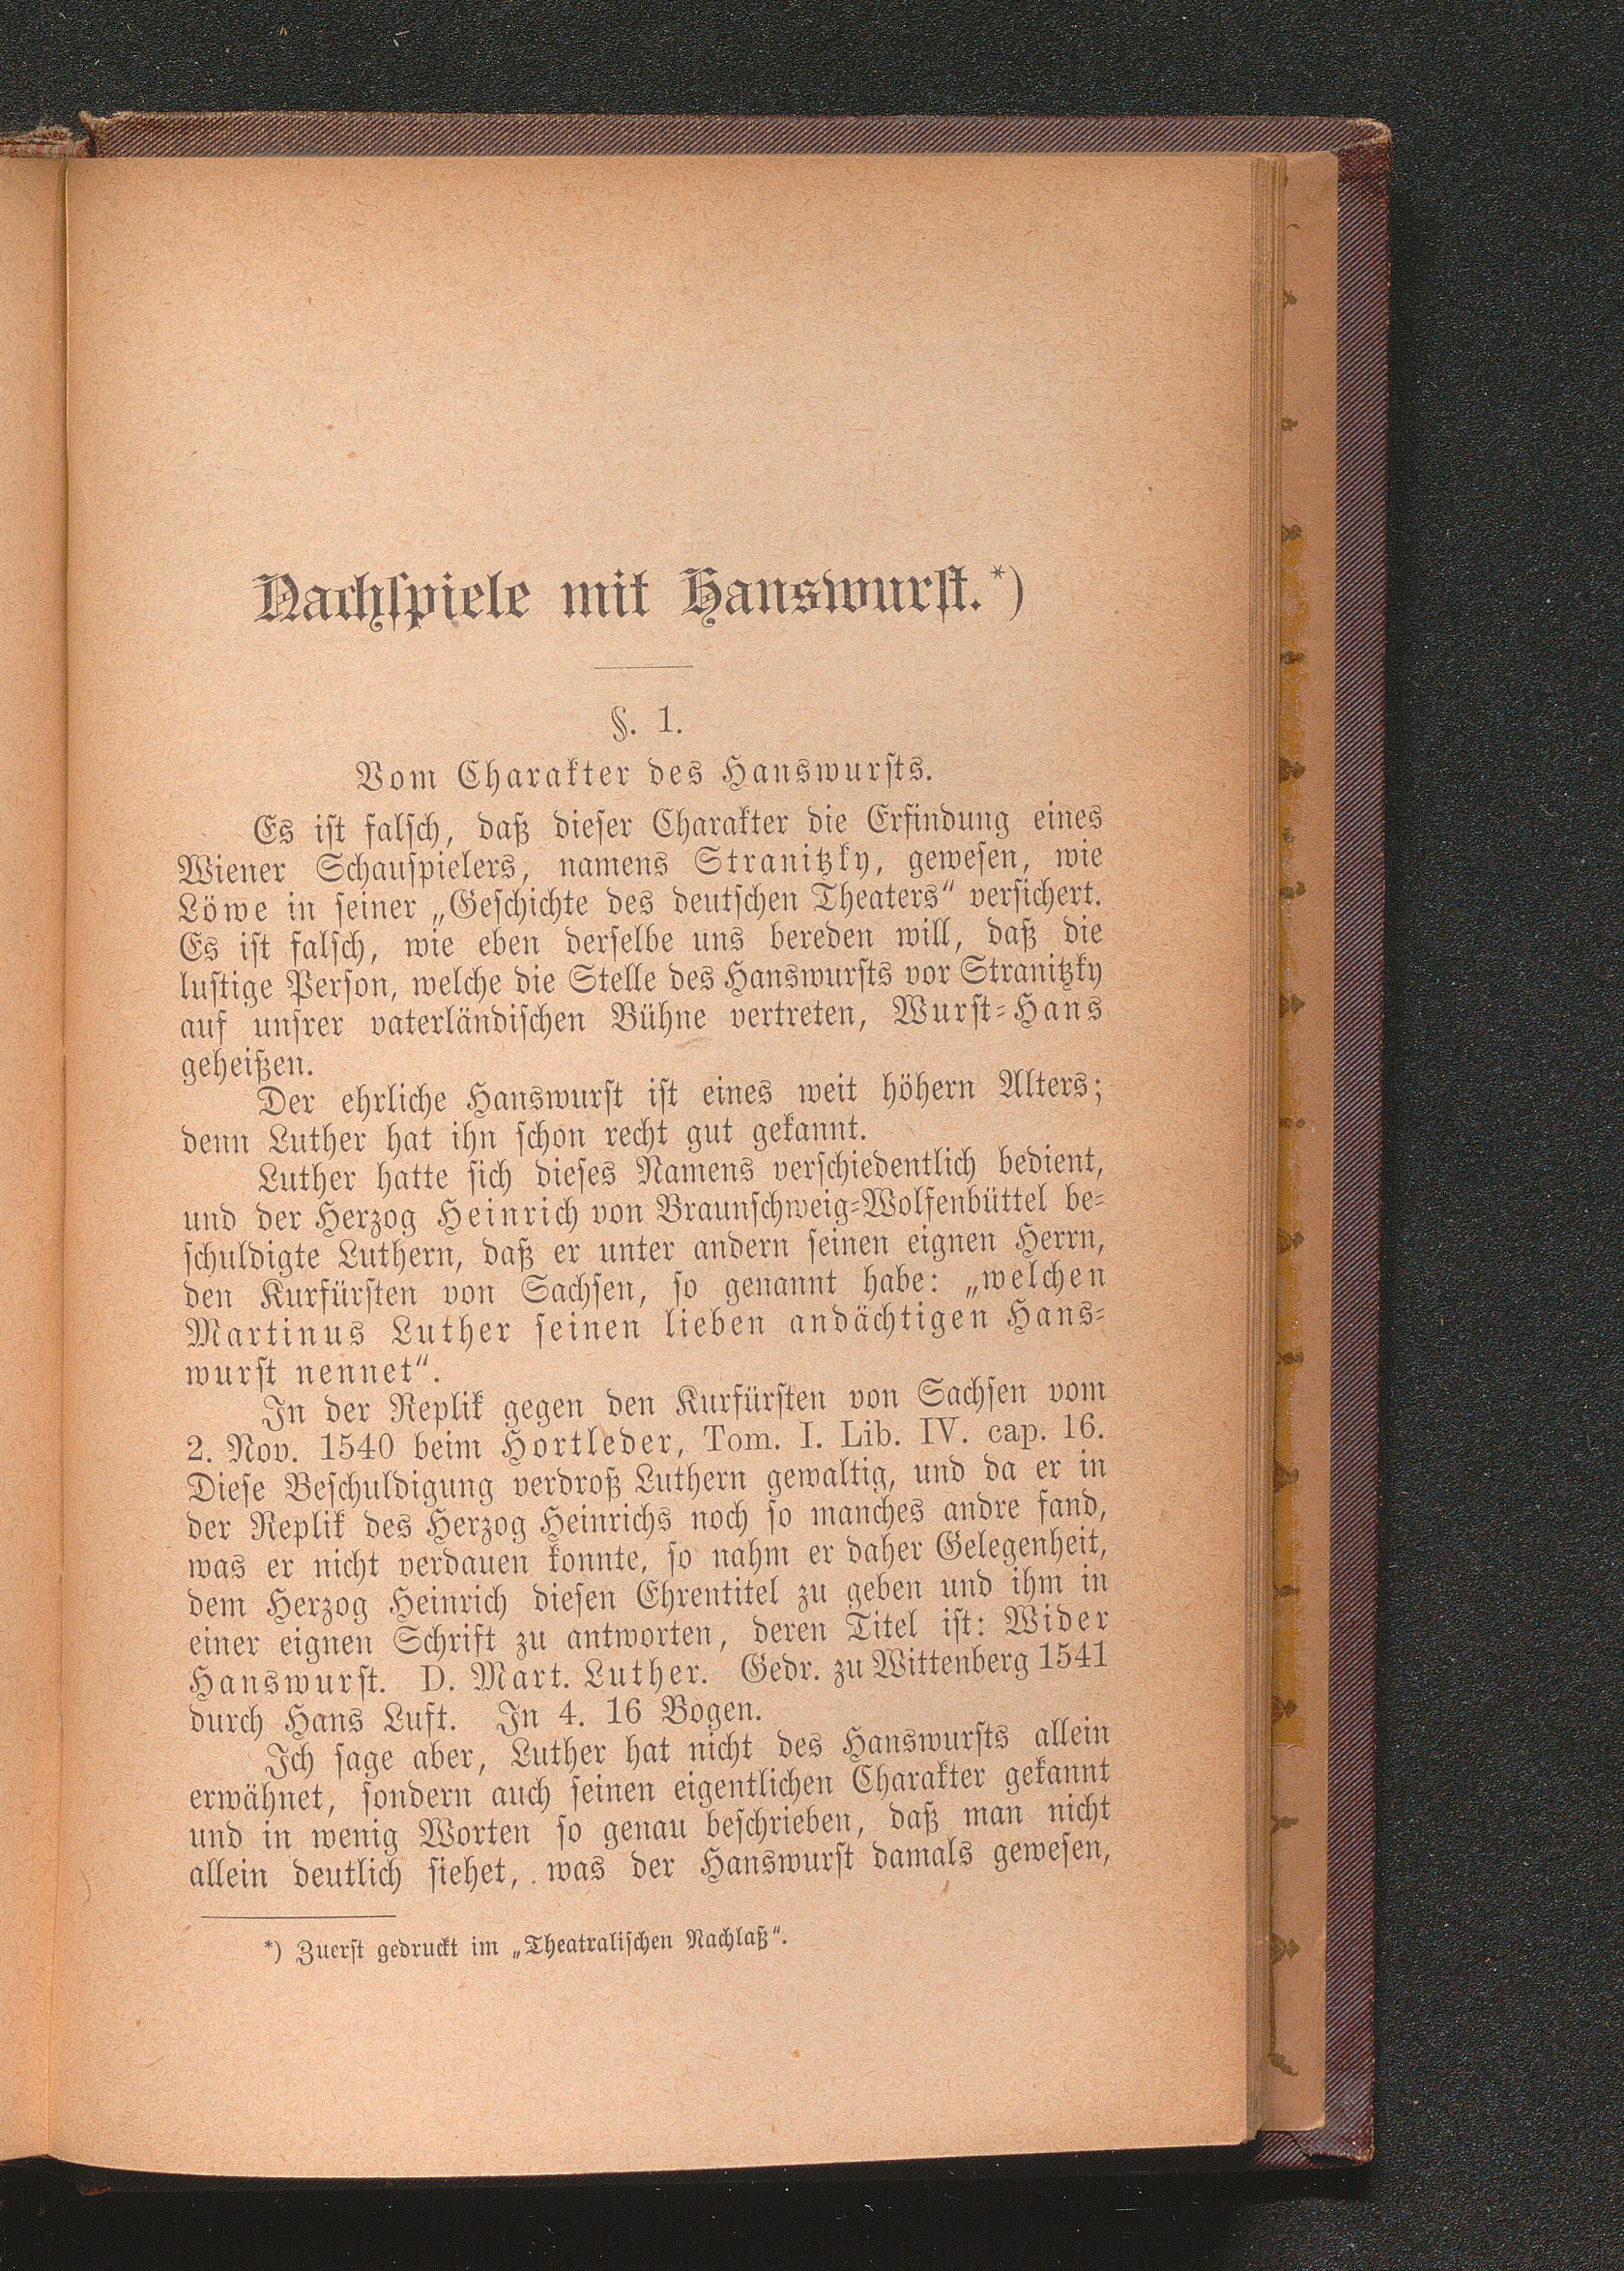 Nachspiele mit Hanswurst.*)
§. 1.
Vom Charakter des Hanswursts.
Es ist falsch, daß dieser Charakter die Erfindung eines
Wiener Schauspielers, namens Stranitzky, gewesen, wie
Löwe in seiner „Geschichte des deutschen Theaters“ versichert.
Es ist falsch, wie eben derselbe uns bereden will, daß die
lustige Person, welche die Stelle des Hanswursts vor Stranitzky
auf unsrer vaterländischen Bühne vertreten, Wurst-Hans
geheißen.
Der ehrliche Hanswurst ist eines weit höhern Alters;
denn Luther hat ihn schon recht gut gekannt.
Luther hatte sich dieses Namens verschiedentlich bedient,
und der Herzog Heinrich von Braunschweig-Wolfenbüttel be-
schuldigte Luthern, daß er unter andern seinen eignen Herrn,
den Kurfürsten von Sachsen, so genannt habe: „welchen
Martinus Luther seinen lieben andächtigen Hans-
wurst nennet“.
In der Replik gegen den Kurfürsten von Sachsen vom
2. Nov. 1540 beim Hortleder, Tom. I. Lib. IV. cap. 16.
Diese Beschuldigung verdroß Luthern gewaltig, und da er in
der Replik des Herzog Heinrichs noch so manches andre fand,
was er nicht verdauen konnte, so nahm er daher Gelegenheit,
dem Herzog Heinrich diesen Ehrentitel zu geben und ihm in
einer eignen Schrift zu antworten, deren Titel ist: Wider
Hanswurst. D. Mart. Luther. Gedr. zu Wittenberg 1541
durch Hans Luft. In 4. 16 Bogen.
Ich sage aber, Luther hat nicht des Hanswursts allein
erwähnet, sondern auch seinen eigentlichen Charakter gekannt
und in wenig Worten so genau beschrieben, daß man nicht
allein deutlich siehet, was der Hanswurst damals gewesen,
*) Zuerst gedruckt im „Theatralischen Nachlaß“.